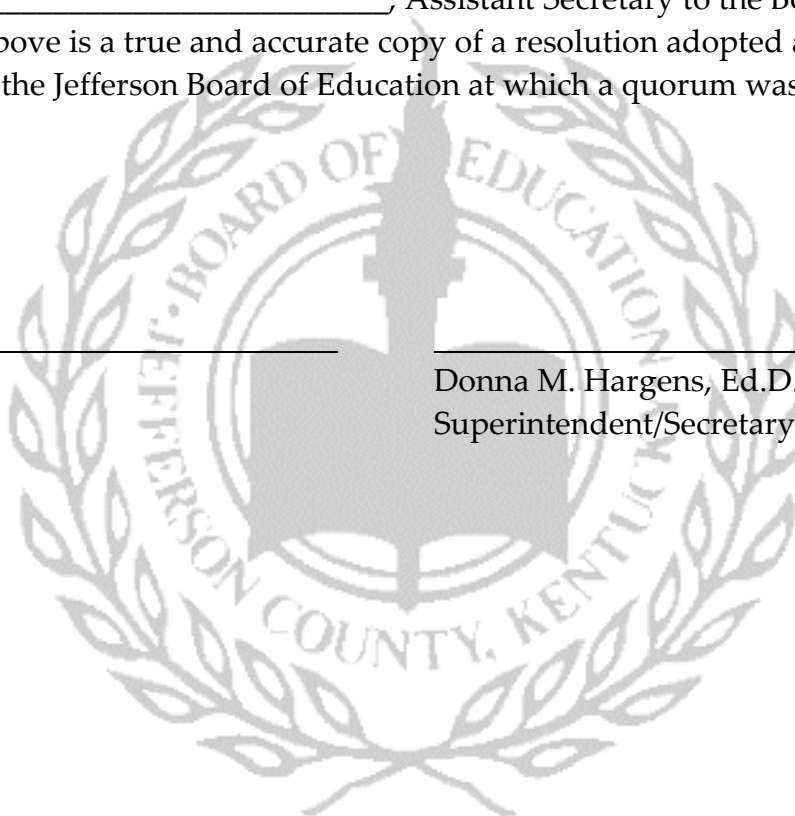 ______________________, Assistant Secretary to the Bo
ove is a true and accurate copy of a resolution adopted a
the Jefferson Board of Education at which a quorum was
Donna M. Hargens, Ed.D.
Superintendent/Secretary
JEFFERSON COUNTY, KENTUCKY • BOARD OF EDUCATION